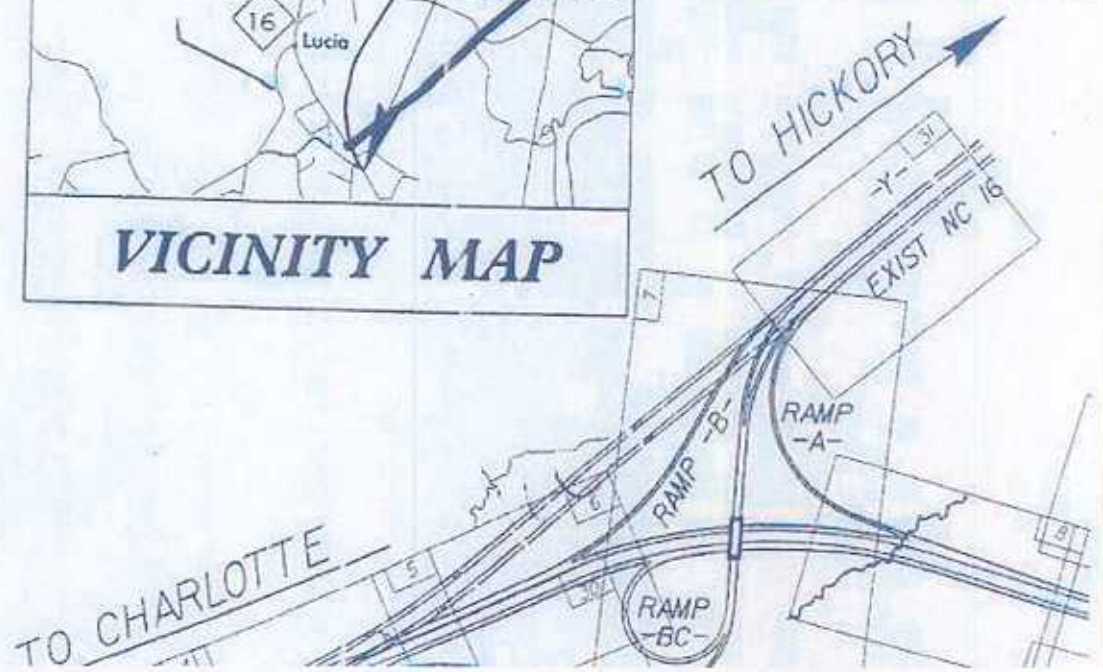 16
Lucia
VICINITY MAP
TO HICKORY
31
-Y-
EXIST NC 16
7
RAMP
-A-
RAMP -B-
6
5
TO CHARLOTTE
30
RAMP
-BC-
8